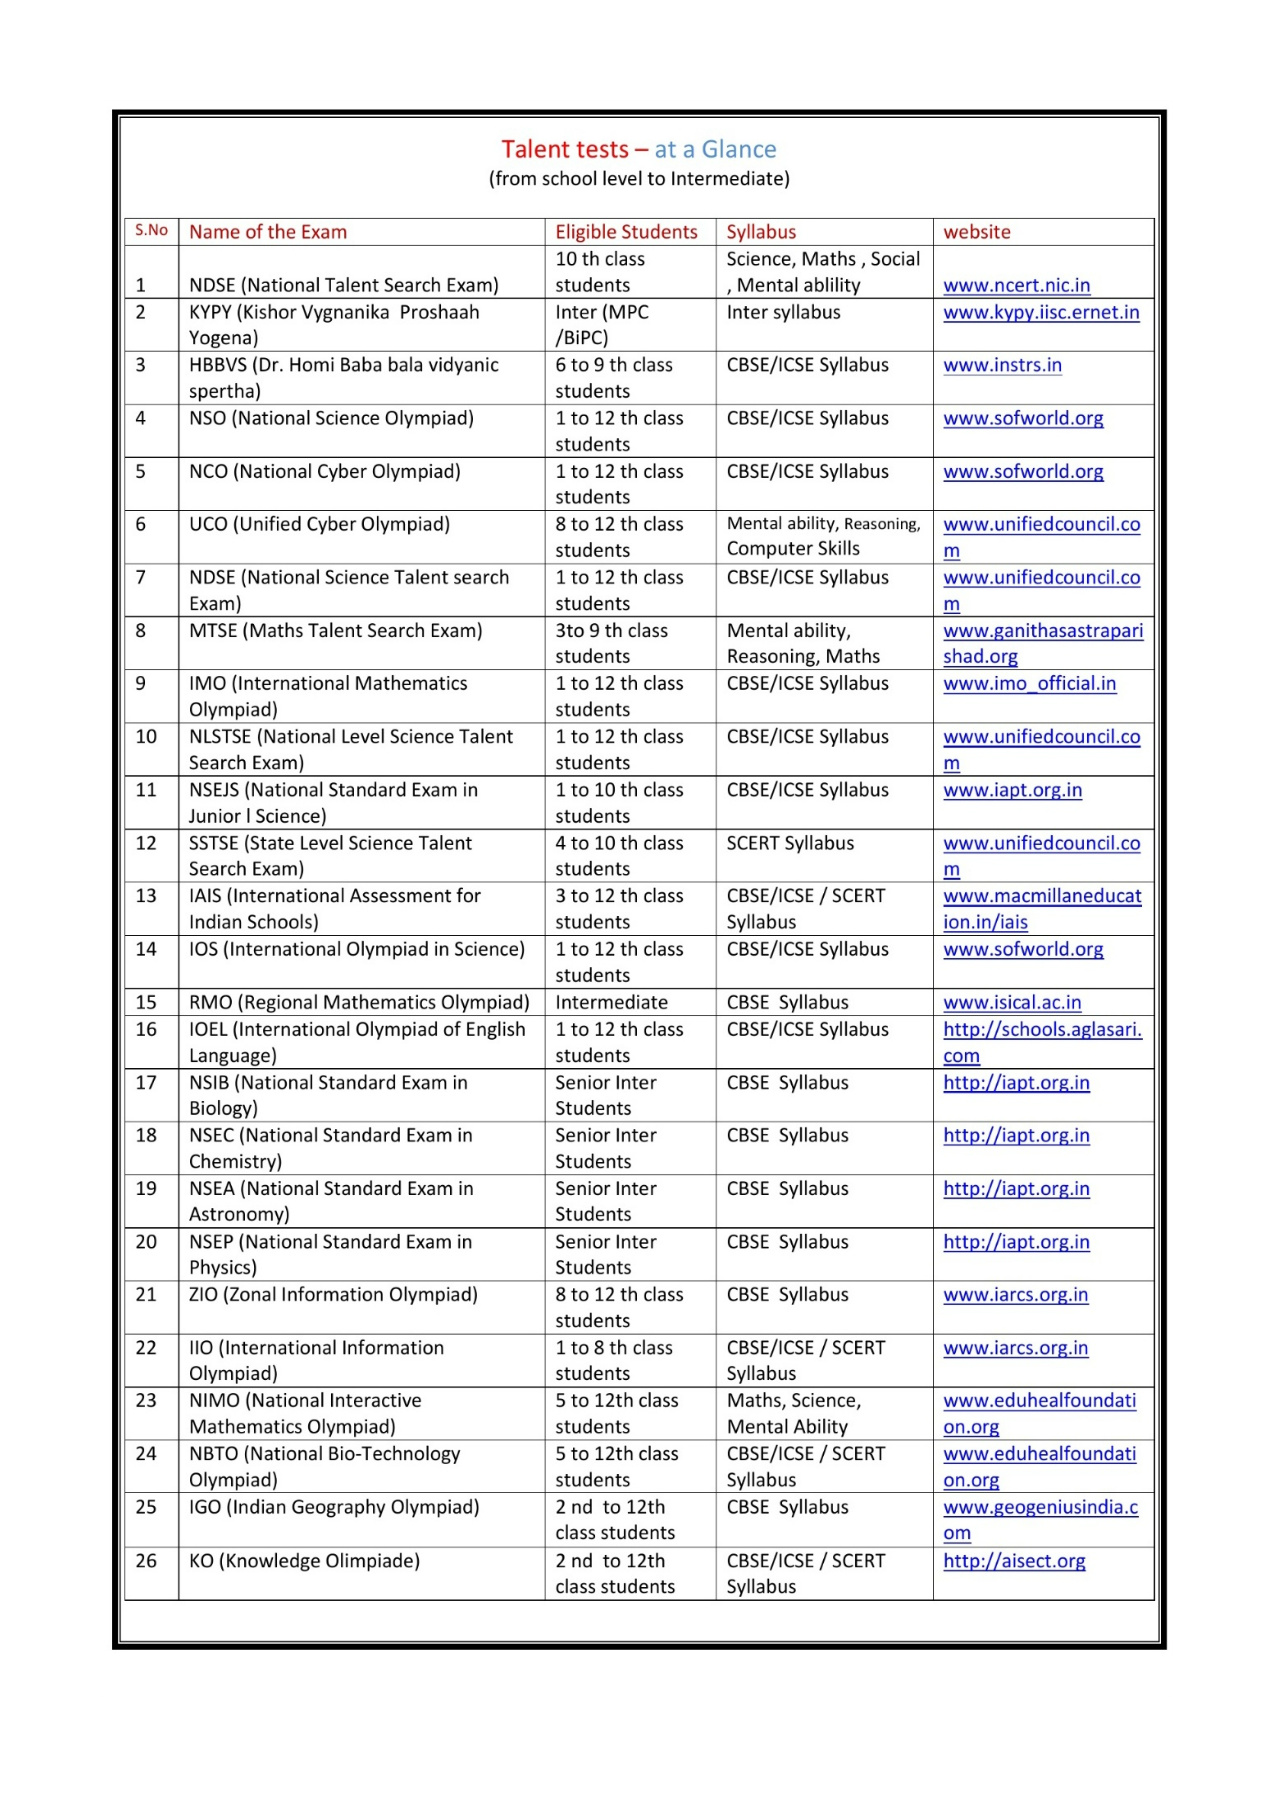 Talent tests – at a Glance
(from school level to Intermediate)
S.No Name of the Exam Eligible Students Syllabus website
1 NDSE (National Talent Search Exam) 10 th class students Science, Maths , Social , Mental ablility www.ncert.nic.in
2 KYPY (Kishor Vygnanika Proshaah Yogena) Inter (MPC /BiPC) Inter syllabus www.kypy.iisc.ernet.in
3 HBBVS (Dr. Homi Baba bala vidyanic spertha) 6 to 9 th class students CBSE/ICSE Syllabus www.instrs.in
4 NSO (National Science Olympiad) 1 to 12 th class students CBSE/ICSE Syllabus www.sofworld.org
5 NCO (National Cyber Olympiad) 1 to 12 th class students CBSE/ICSE Syllabus www.sofworld.org
6 UCO (Unified Cyber Olympiad) 8 to 12 th class students Mental ability, Reasoning, Computer Skills www.unifiedcouncil.com
7 NDSE (National Science Talent search Exam) 1 to 12 th class students CBSE/ICSE Syllabus www.unifiedcouncil.com
8 MTSE (Maths Talent Search Exam) 3to 9 th class students Mental ability, Reasoning, Maths www.ganithasastraparishad.org
9 IMO (International Mathematics Olympiad) 1 to 12 th class students CBSE/ICSE Syllabus www.imo_official.in
10 NLSTSE (National Level Science Talent Search Exam) 1 to 12 th class students CBSE/ICSE Syllabus www.unifiedcouncil.com
11 NSEJS (National Standard Exam in Junior l Science) 1 to 10 th class students CBSE/ICSE Syllabus www.iapt.org.in
12 SSTSE (State Level Science Talent Search Exam) 4 to 10 th class students SCERT Syllabus www.unifiedcouncil.com
13 IAIS (International Assessment for Indian Schools) 3 to 12 th class students CBSE/ICSE / SCERT Syllabus www.macmillaneducation.in/iais
14 IOS (International Olympiad in Science) 1 to 12 th class students CBSE/ICSE Syllabus www.sofworld.org
15 RMO (Regional Mathematics Olympiad) Intermediate CBSE Syllabus www.isical.ac.in
16 IOEL (International Olympiad of English Language) 1 to 12 th class students CBSE/ICSE Syllabus http://schools.aglasari.com
17 NSIB (National Standard Exam in Biology) Senior Inter Students CBSE Syllabus http://iapt.org.in
18 NSEC (National Standard Exam in Chemistry) Senior Inter Students CBSE Syllabus http://iapt.org.in
19 NSEA (National Standard Exam in Astronomy) Senior Inter Students CBSE Syllabus http://iapt.org.in
20 NSEP (National Standard Exam in Physics) Senior Inter Students CBSE Syllabus http://iapt.org.in
21 ZIO (Zonal Information Olympiad) 8 to 12 th class students CBSE Syllabus www.iarcs.org.in
22 IIO (International Information Olympiad) 1 to 8 th class students CBSE/ICSE / SCERT Syllabus www.iarcs.org.in
23 NIMO (National Interactive Mathematics Olympiad) 5 to 12th class students Maths, Science, Mental Ability www.eduhealfoundation.org
24 NBTO (National Bio-Technology Olympiad) 5 to 12th class students CBSE/ICSE / SCERT Syllabus www.eduhealfoundation.org
25 IGO (Indian Geography Olympiad) 2 nd to 12th class students CBSE Syllabus www.geogeniusindia.com
26 KO (Knowledge Olimpiade) 2 nd to 12th class students CBSE/ICSE / SCERT Syllabus http://aisect.org